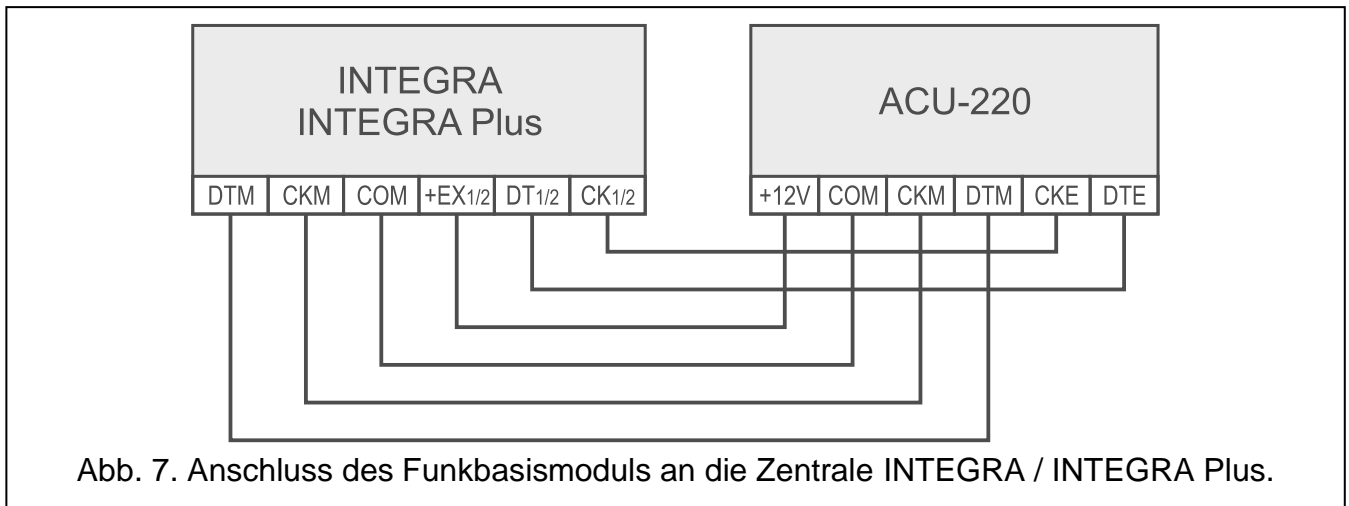 INTEGRA
INTEGRA Plus
ACU-220
DTM CKM COM +EX1/2 DT1/2 CK1/2
+12V COM CKM DTM CKE DTE
Abb. 7. Anschluss des Funkbasismoduls an die Zentrale INTEGRA / INTEGRA Plus.